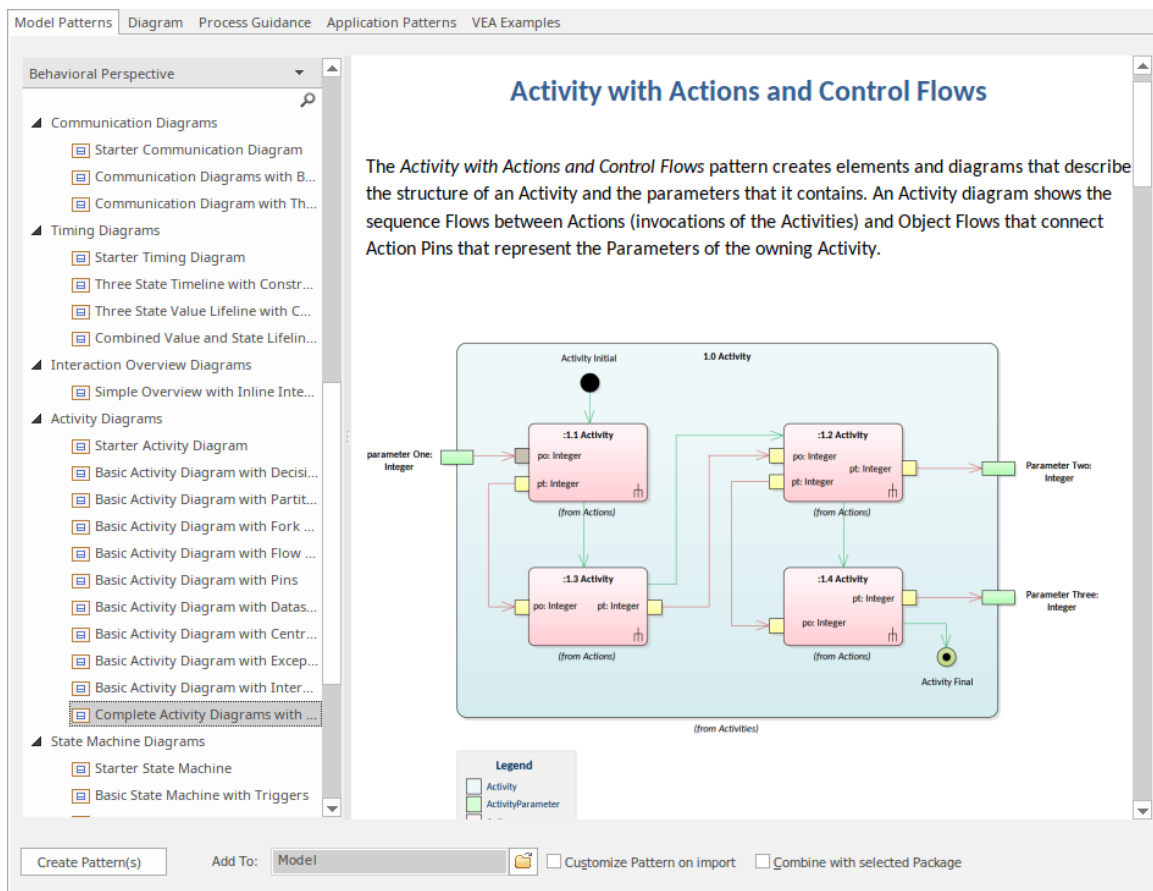 Model Patterns
Diagram
Process Guidance
Application Patterns
VEA Examples
Behavioral Perspective
Communication Diagrams
Starter Communication Diagram
Communication Diagrams with B...
Communication Diagram with Th...
Timing Diagrams
Starter Timing Diagram
Three State Timeline with Constr...
Three State Value Lifeline with C...
Combined Value and State Lifelin...
Interaction Overview Diagrams
Simple Overview with Inline Inte...
Activity Diagrams
Starter Activity Diagram
Basic Activity Diagram with Decisi...
Basic Activity Diagram with Partit...
Basic Activity Diagram with Fork ...
Basic Activity Diagram with Flow ...
Basic Activity Diagram with Pins
Basic Activity Diagram with Datas...
Basic Activity Diagram with Centr...
Basic Activity Diagram with Excep...
Basic Activity Diagram with Inter...
Complete Activity Diagrams with ...
State Machine Diagrams
Starter State Machine
Basic State Machine with Triggers
Activity with Actions and Control Flows
The Activity with Actions and Control Flows pattern creates elements and diagrams that describe
the structure of an Activity and the parameters that it contains. An Activity diagram shows the
sequence Flows between Actions (invocations of the Activities) and Object Flows that connect
Action Pins that represent the Parameters of the owning Activity.
Activity Initial
1.0 Activity
:1.1 Activity
po: Integer
pt: Integer
(from Actions)
:1.2 Activity
po: Integer
pt: Integer
pt: Integer
(from Actions)
parameter One:
Integer
Parameter Two:
Integer
:1.3 Activity
po: Integer
pt: Integer
(from Actions)
:1.4 Activity
pt: Integer
po: Integer
(from Actions)
Parameter Three:
Integer
Activity Final
(from Activities)
Legend
Activity
ActivityParameter
Create Pattern(s)
Add To:
Model
Customize Pattern on import
Combine with selected Package